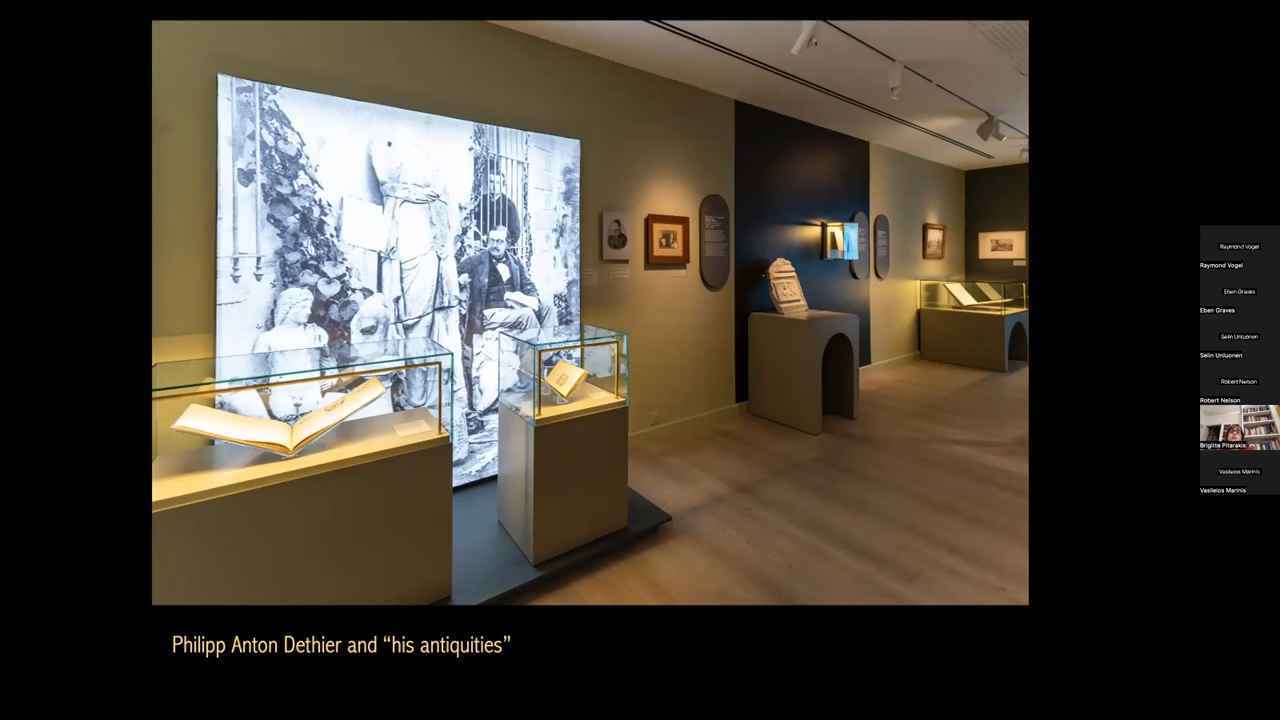 Philipp Anton Dethier and “his antiquities”
Raymond Vogel
Raymond Vogel
Eben Graves
Eben Graves
Selin Unluonen
Selin Unluonen
Robert Nelson
Robert Nelson
Brigitte Pitarakis
Vasileios Marinis
Vasileios Marinis